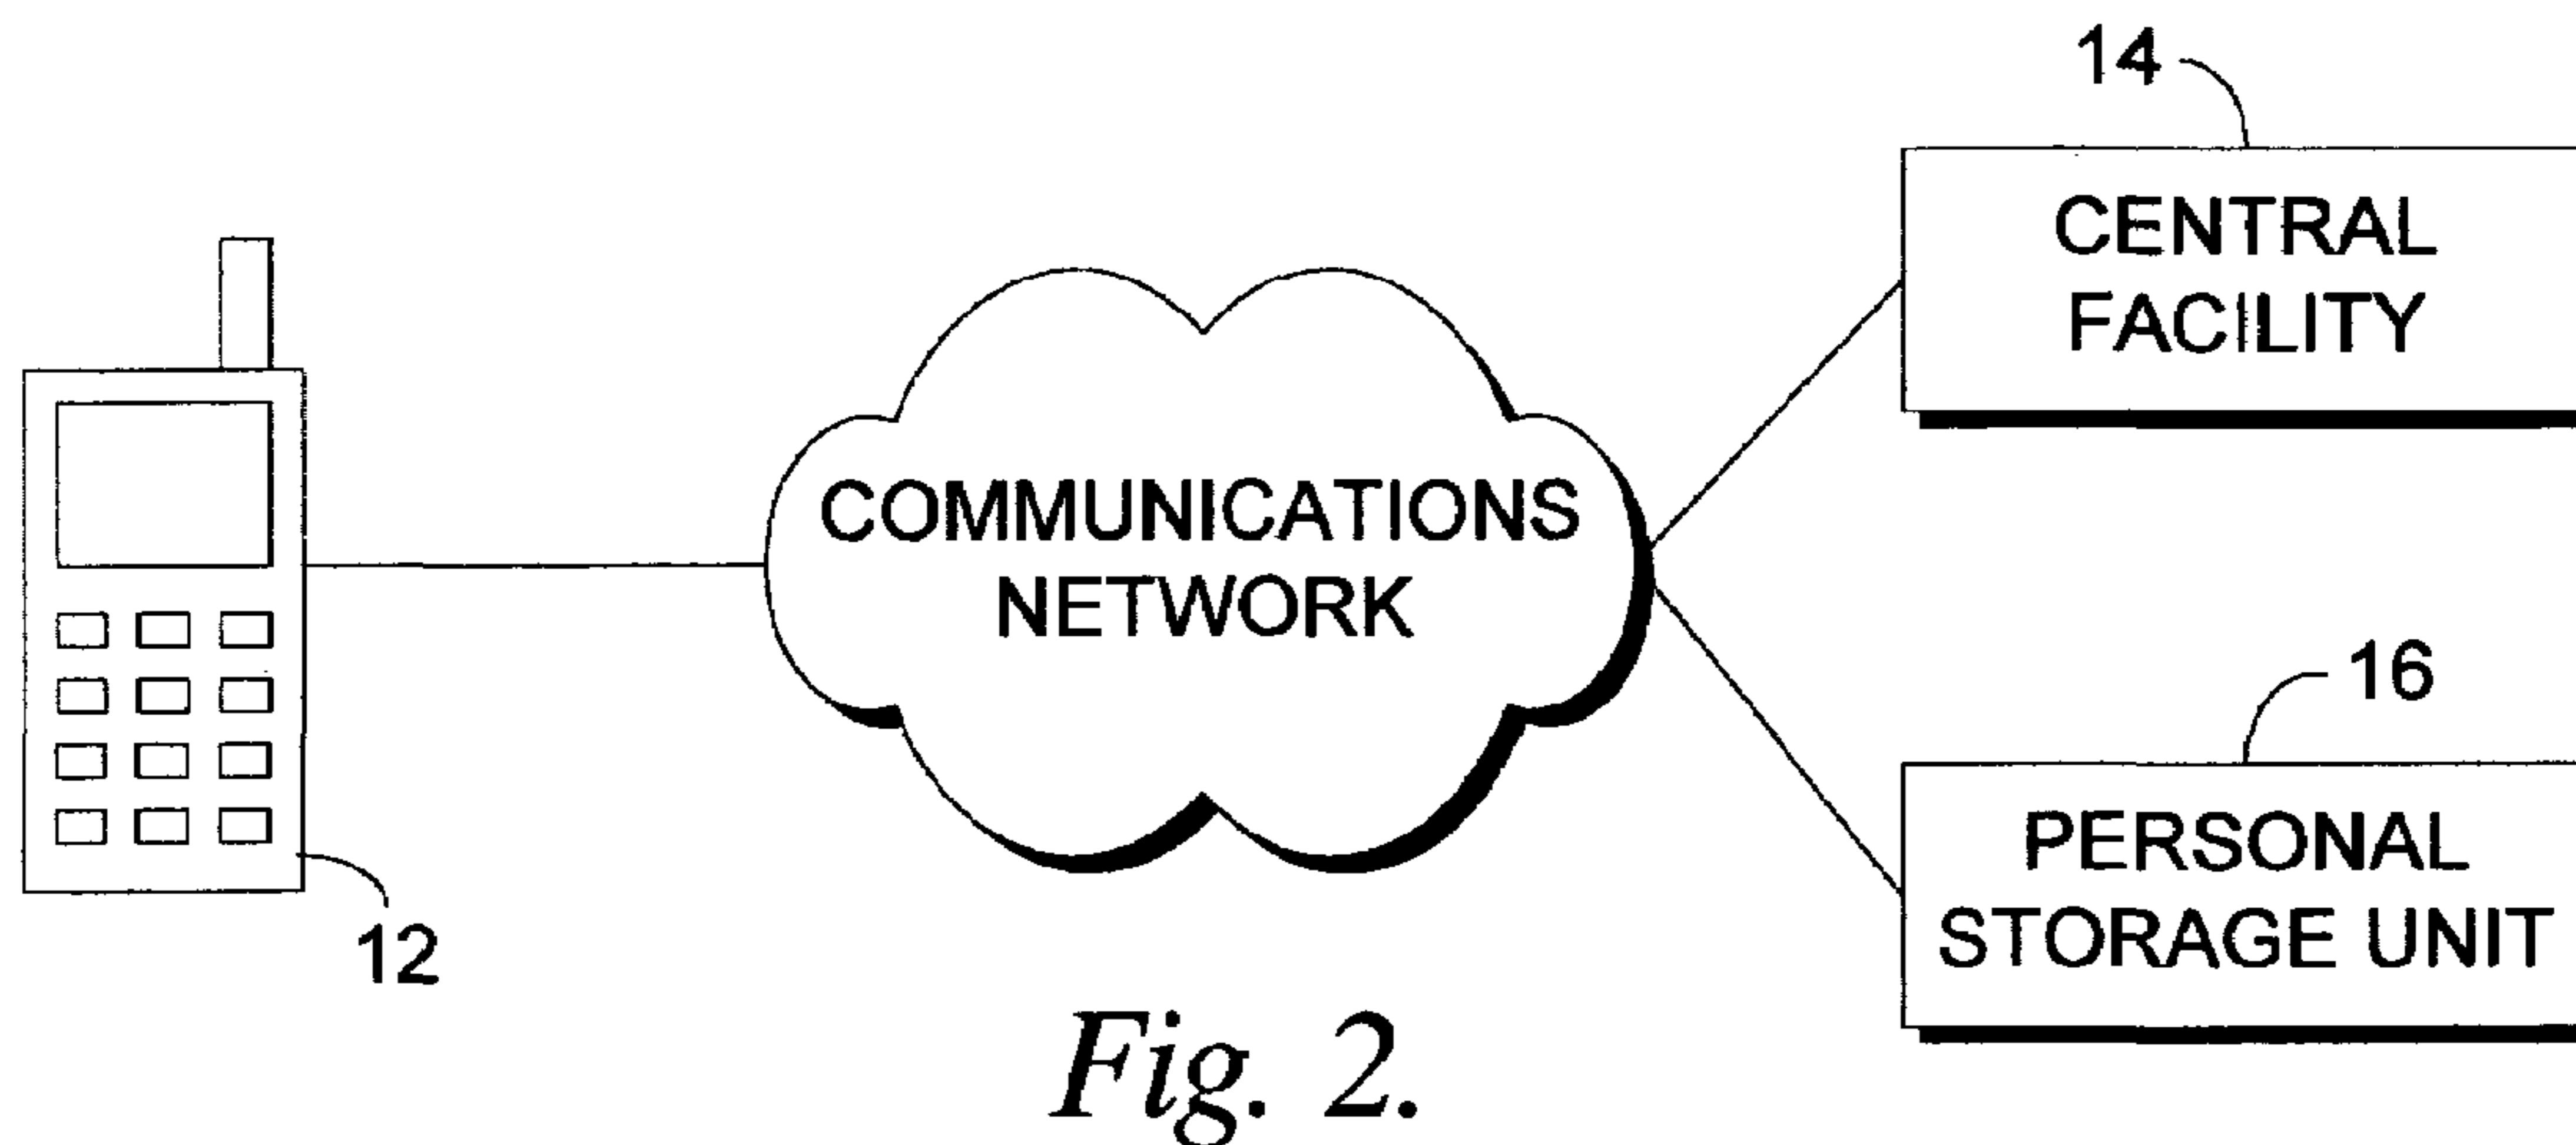 14
CENTRAL
FACILITY
COMMUNICATIONS
NETWORK
16
PERSONAL
STORAGE UNIT
12
Fig. 2.